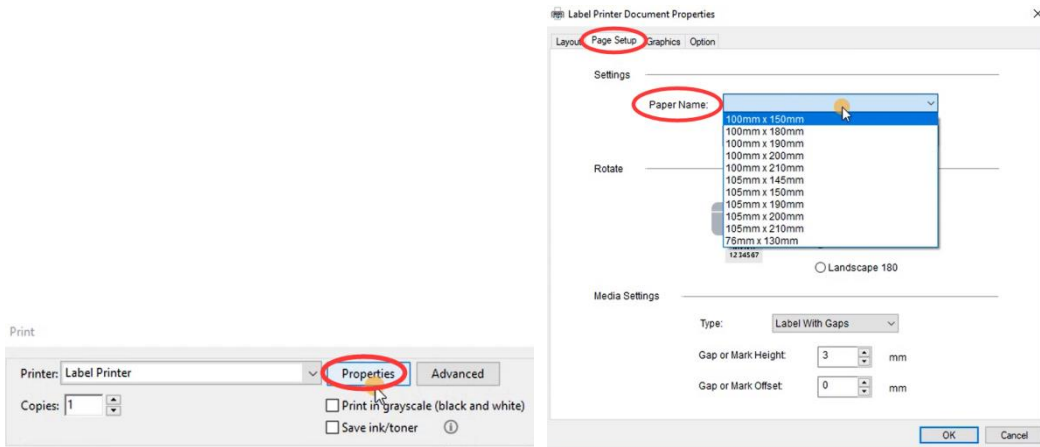 Print
Printer: Label Printer Properties Advanced
Copies: 1 Print in grayscale (black and white)
Save ink/toner
Label Printer Document Properties
Layout Page Setup Graphics Option
Settings
Paper Name:
100mm x 150mm
100mm x 180mm
100mm x 190mm
100mm x 200mm
100mm x 210mm
105mm x 145mm
105mm x 150mm
105mm x 190mm
105mm x 200mm
105mm x 210mm
76mm x 130mm
Rotate
1234567
Landscape 180
Media Settings
Type: Label With Gaps
Gap or Mark Height: 3 mm
Gap or Mark Offset: 0 mm
OK Cancel